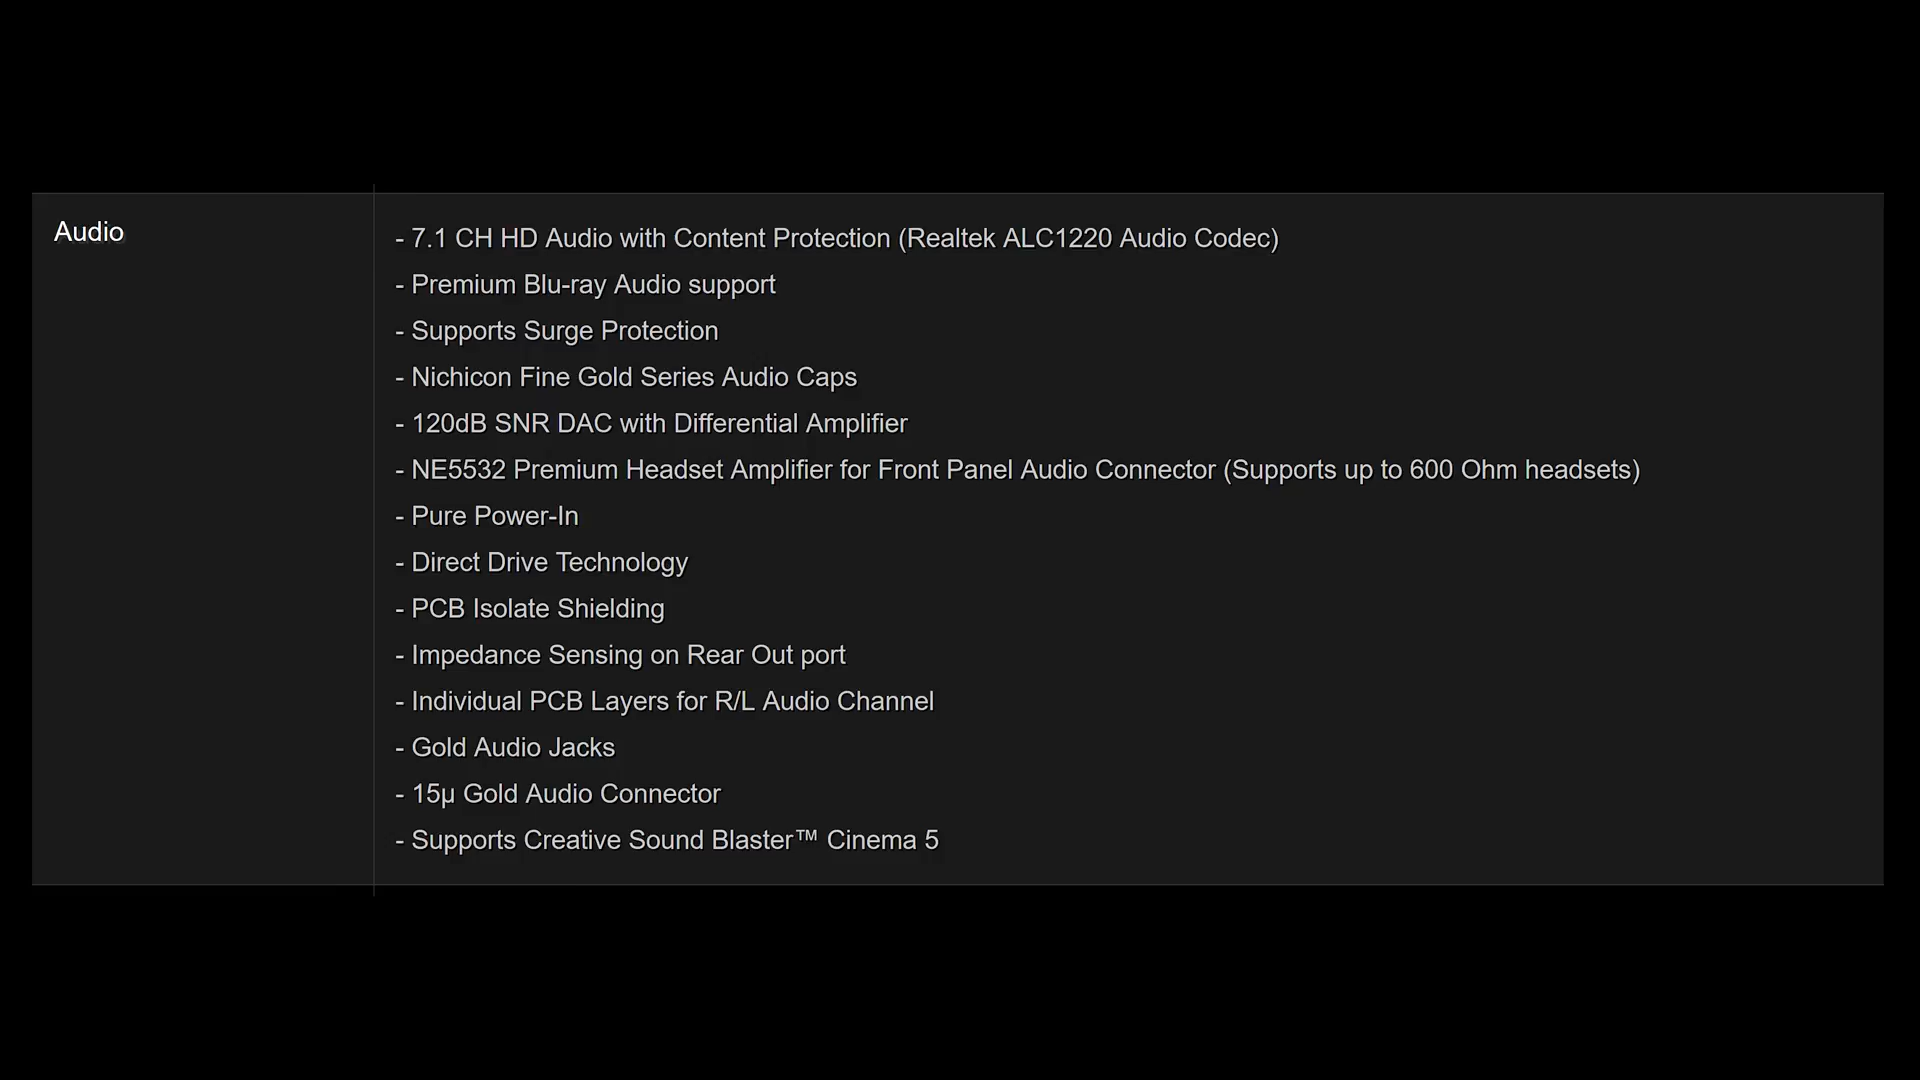 Audio
- 7.1 CH HD Audio with Content Protection (Realtek ALC1220 Audio Codec)
- Premium Blu-ray Audio support
- Supports Surge Protection
- Nichicon Fine Gold Series Audio Caps
- 120dB SNR DAC with Differential Amplifier
- NE5532 Premium Headset Amplifier for Front Panel Audio Connector (Supports up to 600 Ohm headsets)
- Pure Power-In
- Direct Drive Technology
- PCB Isolate Shielding
- Impedance Sensing on Rear Out port
- Individual PCB Layers for R/L Audio Channel
- Gold Audio Jacks
- 15μ Gold Audio Connector
- Supports Creative Sound Blaster™ Cinema 5